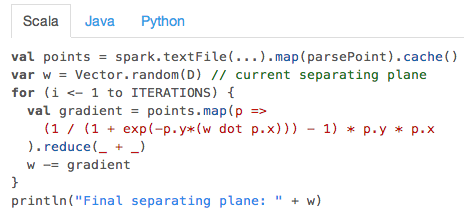 Scala Java Python
val points = spark.textFile(...).map(parsePoint).cache()
var w = Vector.random(D) // current separating plane
for (i <- 1 to ITERATIONS) {
  val gradient = points.map(p =>
    (1 / (1 + exp(-p.y*(w dot p.x))) - 1) * p.y * p.x
  ).reduce(_ + _)
  w -= gradient
}
println("Final separating plane: " + w)